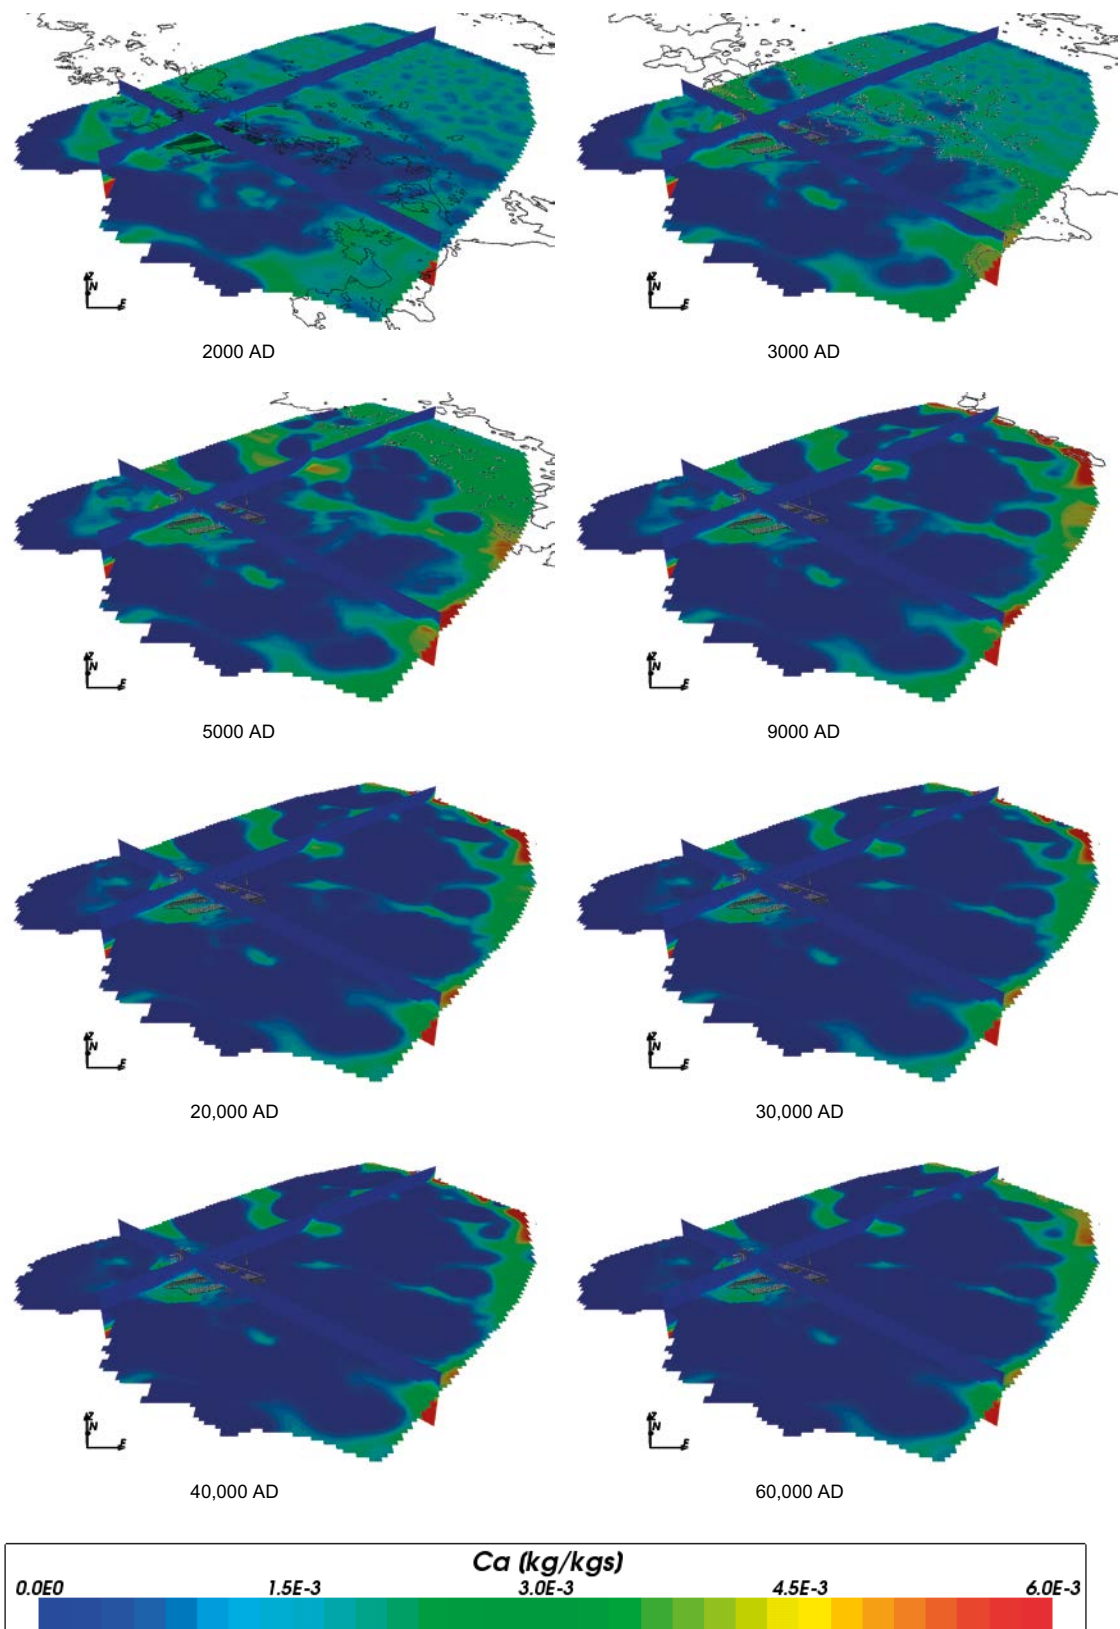 Z
N
E
Z
N
E
2000 AD
3000 AD
Z
N
E
Z
N
E
5000 AD
9000 AD
Z
N
E
Z
N
E
20,000 AD
30,000 AD
Z
N
E
Z
N
E
40,000 AD
60,000 AD
Ca (kg/kgs)
0.0E0 1.5E-3 3.0E-3 4.5E-3 6.0E-3